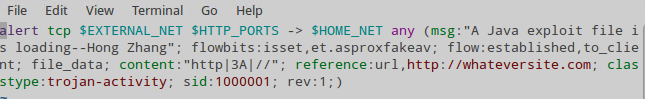 File Edit View Terminal Go Help
alert tcp $EXTERNAL_NET $HTTP_PORTS -> $HOME_NET any (msg:"A Java exploit file i
s loading--Hong Zhang"; flowbits:isset,et.asproxfakeav; flow:established,to_clie
nt; file_data; content:"http|3A|//"; reference:url,http://whateversite.com; clas
stype:trojan-activity; sid:1000001; rev:1;)
~